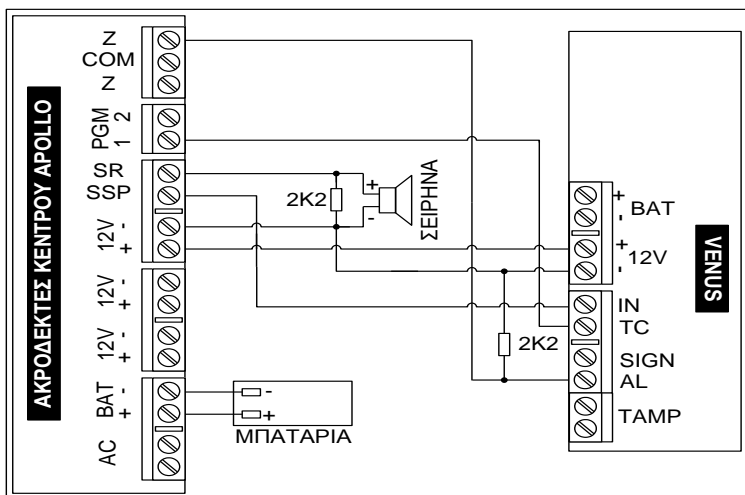 ΑΚΡΟΔΕΚΤΕΣ ΚΕΝΤΡΟΥ APOLLO
Z
COM
Z
PGM
2
1
SR
SSP
12V
-
+
12V
-
+
12V
-
+
BAT
-
+
AC
2K2
+
-
ΣΕΙΡΗΝΑ
-
+
ΜΠΑΤΑΡΙΑ
2K2
+
-
BAT
+
-
12V
IN
TC
SIGN
AL
TAMP
VENUS